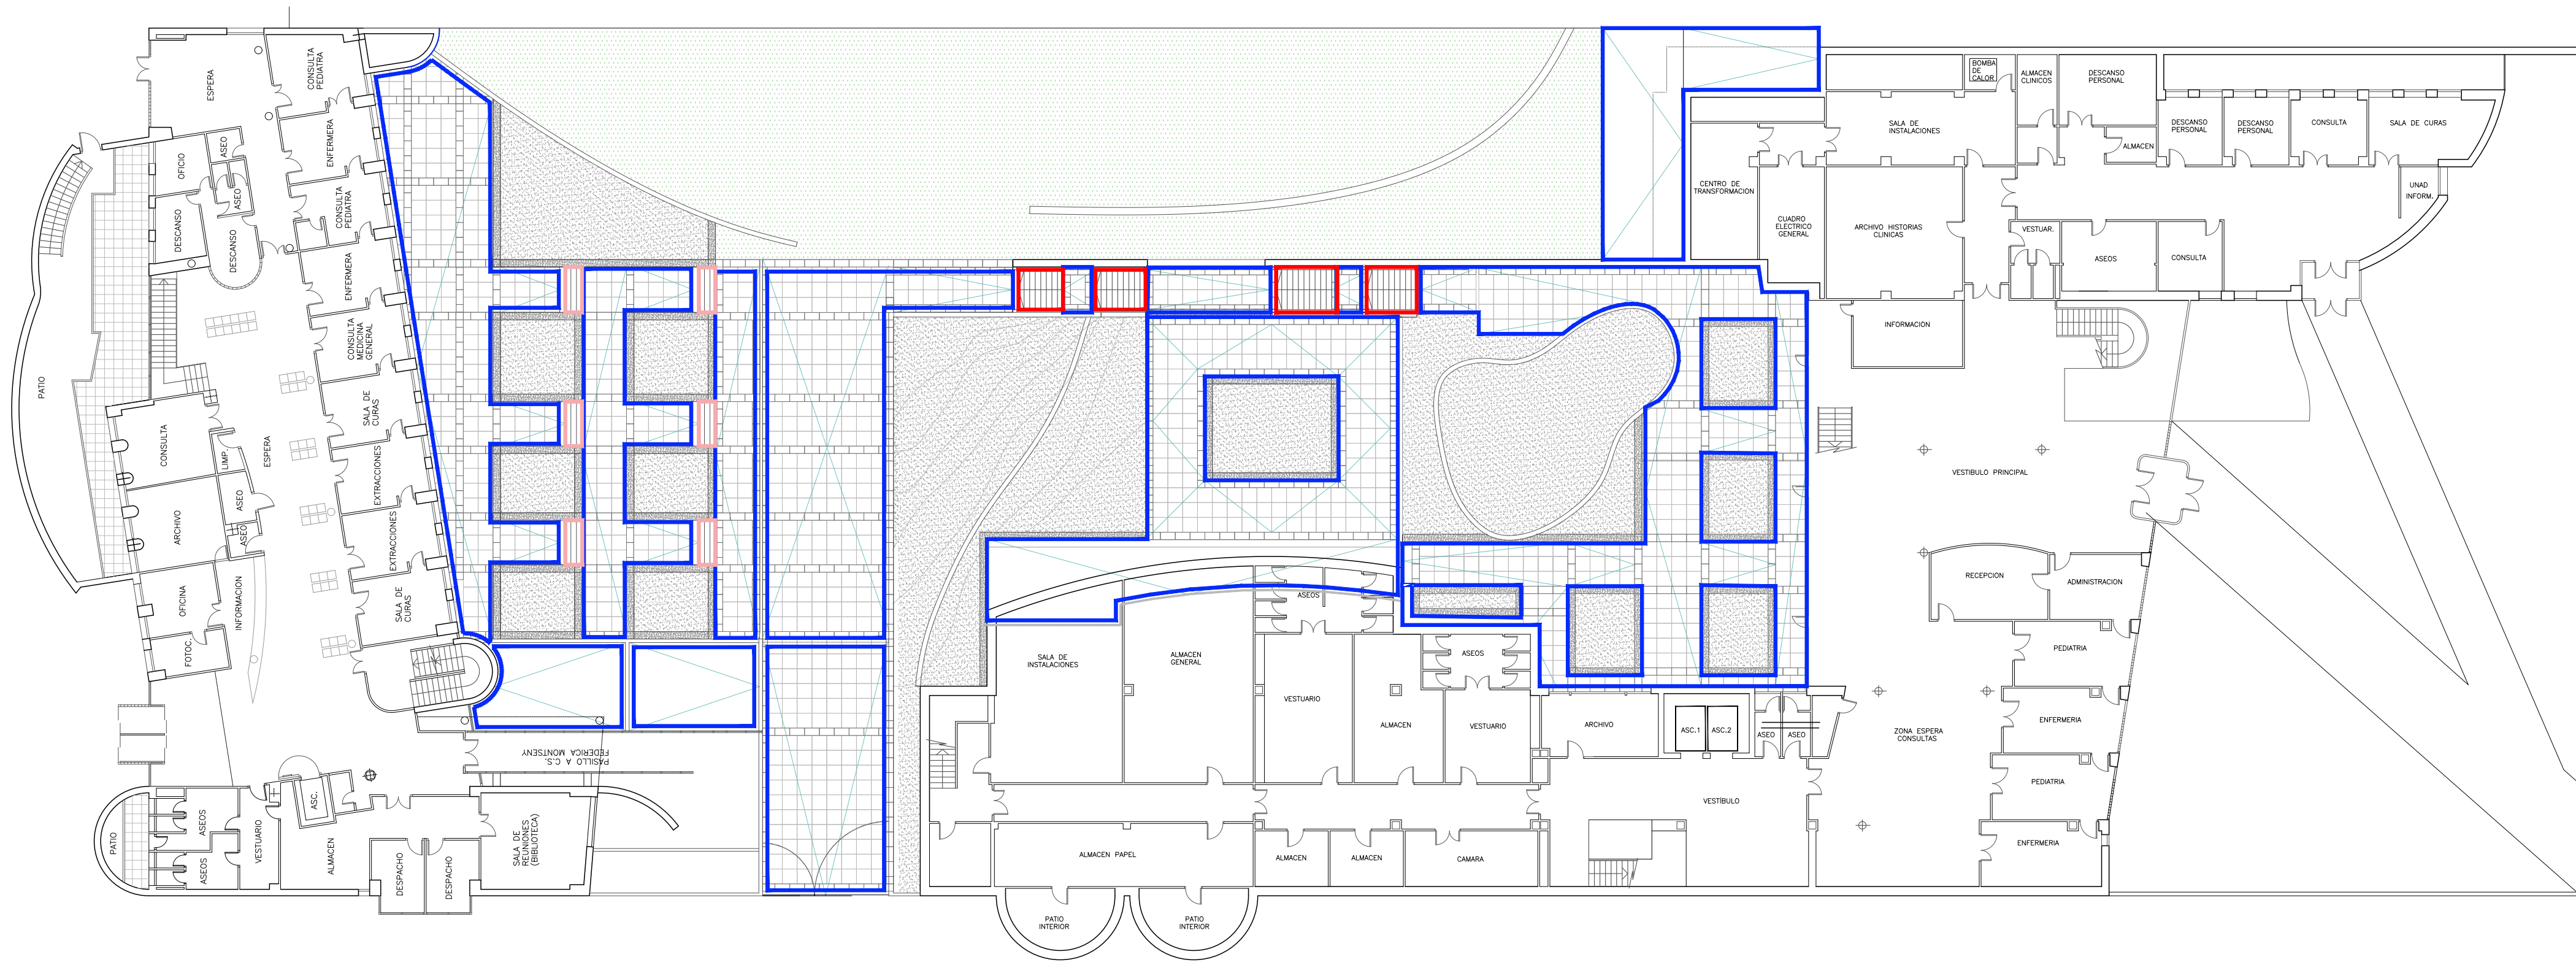 ESPERA
CONSULTA
PEDIATRA
ENFERMERA
CONSULTA
PEDIATRA
ENFERMERA
CONSULTA
MEDICINA
GENERAL
SALA DE
CURAS
EXTRACCIONES
EXTRACCIONES
SALA DE
CURAS
OFICIO
ASEO
ASEO
DESCANSO
DESCANSO
PATIO
CONSULTA
LIMP.
ESPERA
ARCHIVO
ASEO
ASEO
OFICINA
INFORMACION
FOTOC.
PASILLO A C.S.
FEDERICA MONTSENY
PATIO
ASEOS
ASEOS
VESTUARIO
ASC.
ALMACEN
DESPACHO
DESPACHO
SALA DE
REUNIONES
(BIBLIOTECA)
SALA DE
INSTALACIONES
ALMACEN
GENERAL
ASEOS
VESTUARIO
ALMACEN
ASEOS
VESTUARIO
ARCHIVO
ASC.1
ASC.2
ASEO
ASEO
ALMACEN PAPEL
ALMACEN
ALMACEN
CAMARA
VESTÍBULO
PATIO
INTERIOR
PATIO
INTERIOR
CENTRO DE
TRANSFORMACION
CUADRO
ELECTRICO
GENERAL
SALA DE
INSTALACIONES
BOMBA
DE
CALOR
ALMACEN
CLINICOS
DESCANSO
PERSONAL
ALMACEN
DESCANSO
PERSONAL
DESCANSO
PERSONAL
CONSULTA
SALA DE CURAS
UNAD
INFORM.
ARCHIVO HISTORIAS
CLINICAS
VESTUAR.
ASEOS
CONSULTA
INFORMACION
VESTIBULO PRINCIPAL
RECEPCION
ADMINISTRACION
PEDIATRIA
ENFERMERIA
ZONA ESPERA
CONSULTAS
PEDIATRIA
ENFERMERIA